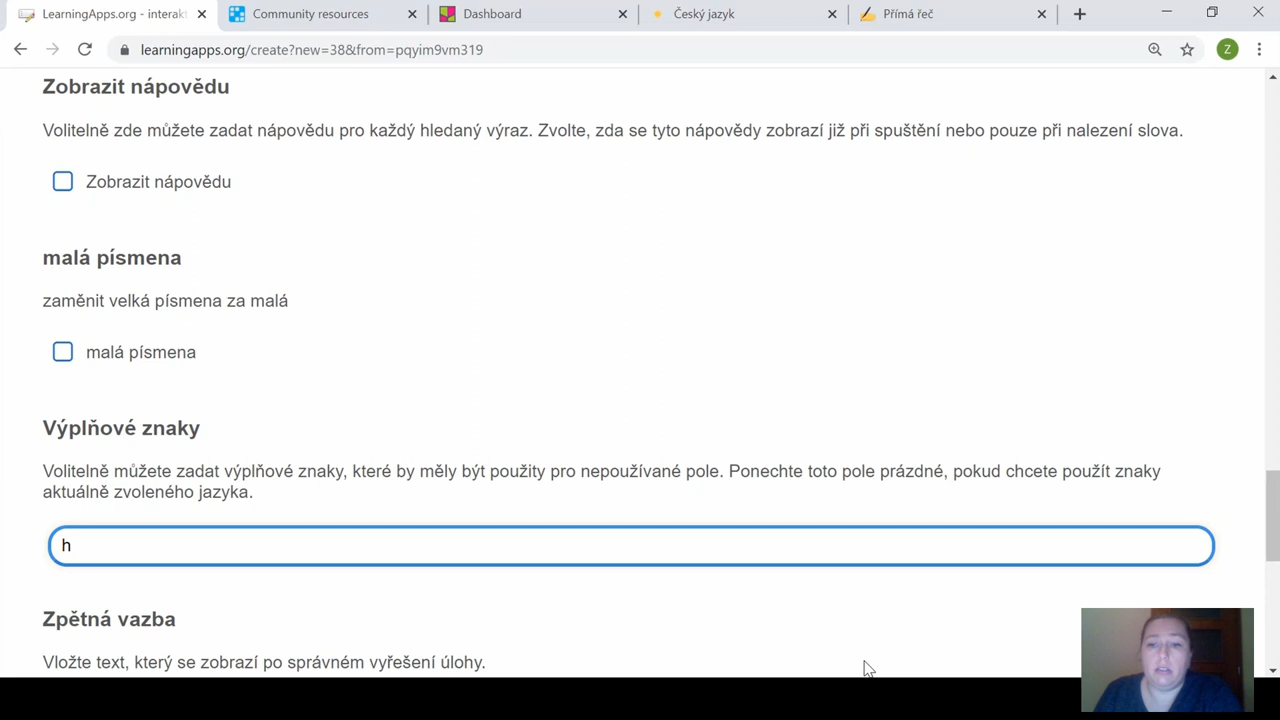 LearningApps.org - interak
Community resources
Dashboard
Český jazyk
Přímá řeč
learningapps.org/create?new=38&from=pqyim9vm319
Z
Zobrazit nápovědu
Volitelně zde můžete zadat nápovědu pro každý hledaný výraz. Zvolte, zda se tyto nápovědy zobrazí již při spuštění nebo pouze při nalezení slova.
Zobrazit nápovědu
malá písmena
zaměnit velká písmena za malá
malá písmena
Výplňové znaky
Volitelně můžete zadat výplňové znaky, které by měly být použity pro nepoužívané pole. Ponechte toto pole prázdné, pokud chcete použít znaky
aktuálně zvoleného jazyka.
h
Zpětná vazba
Vložte text, který se zobrazí po správném vyřešení úlohy.